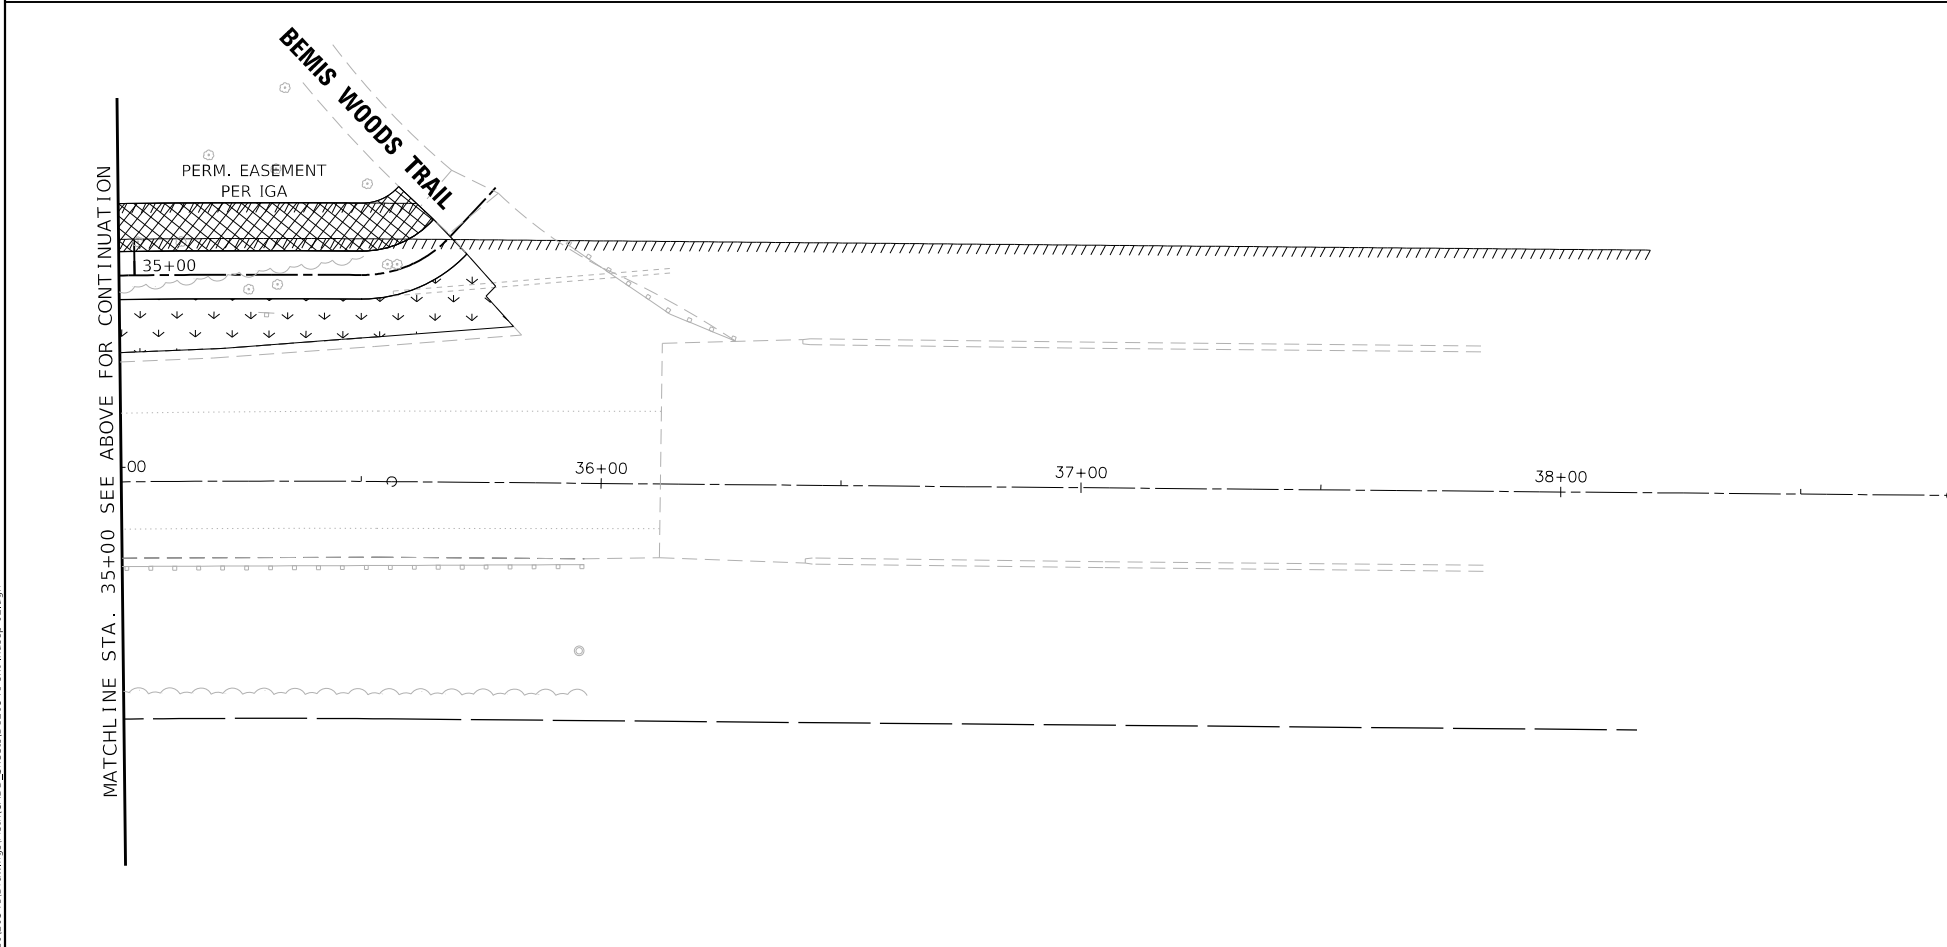 BEMIS WOODS TRAIL
PERM. EASEMENT
PER IGA
35+00
MATCHLINE STA. 35+00 SEE ABOVE FOR CONTINUATION
-00
36+00
37+00
38+00